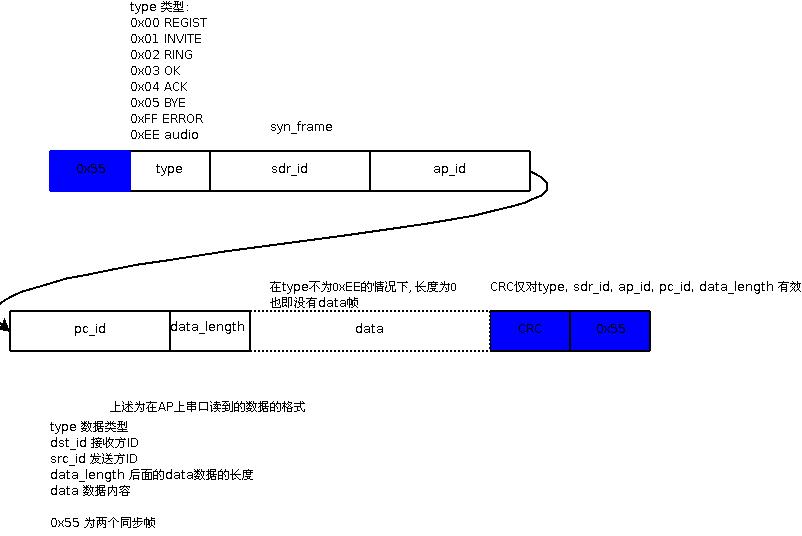 type 类型:
0x00 REGIST
0x01 INVITE
0x02 RING
0x03 OK
0x04 ACK
0x05 BYE
0xFF ERROR
0xEE audio
syn_frame
0x55
type
sdr_id
ap_id
在type不为0xEE的情况下, 长度为0
也即没有data帧
CRC仅对type, sdr_id, ap_id, pc_id, data_length 有效
pc_id
data_length
data
CRC
0x55
上述为在AP上串口读到的数据的格式
type 数据类型
dst_id 接收方ID
src_id 发送方ID
data_length 后面的data数据的长度
data 数据内容
0x55 为两个同步帧